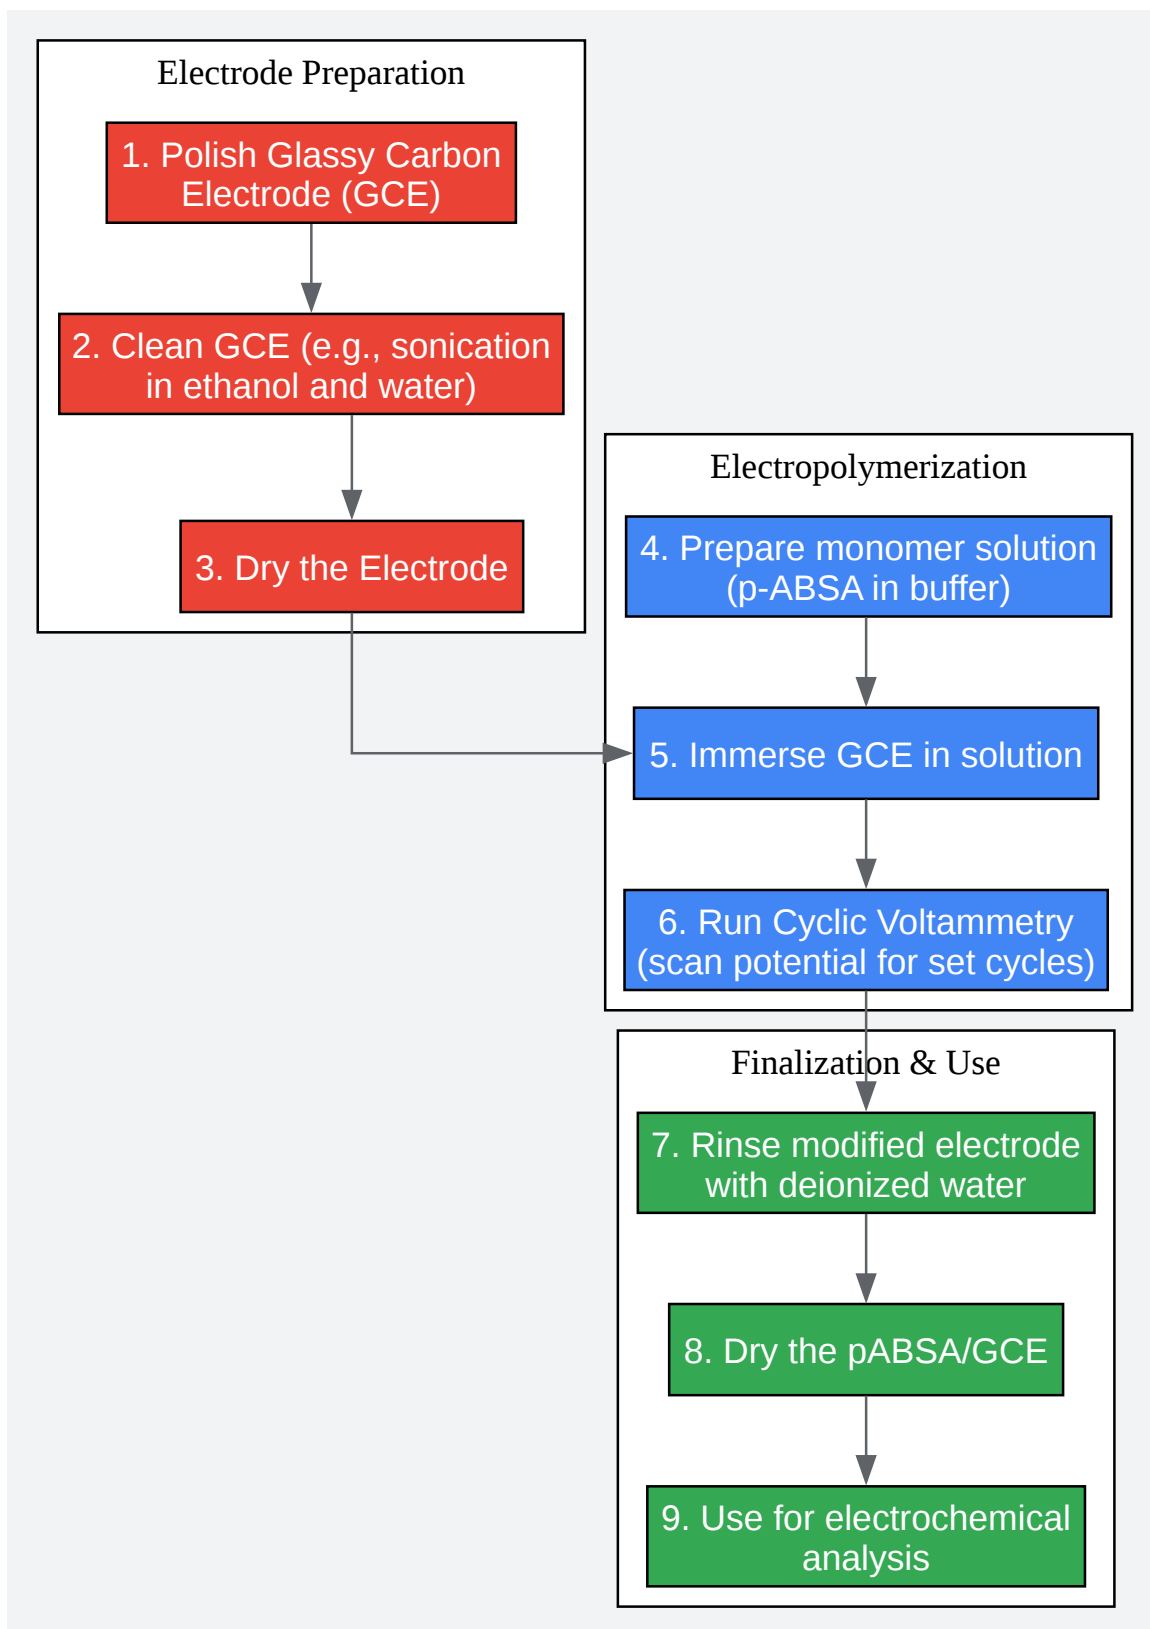 Electrode Preparation
1. Polish Glassy Carbon
Electrode (GCE)
2. Clean GCE (e.g., sonication
in ethanol and water)
3. Dry the Electrode
Electropolymerization
4. Prepare monomer solution
(p-ABSA in buffer)
5. Immerse GCE in solution
6. Run Cyclic Voltammetry
(scan potential for set cycles)
Finalization & Use
7. Rinse modified electrode
with deionized water
8. Dry the pABSA/GCE
9. Use for electrochemical
analysis